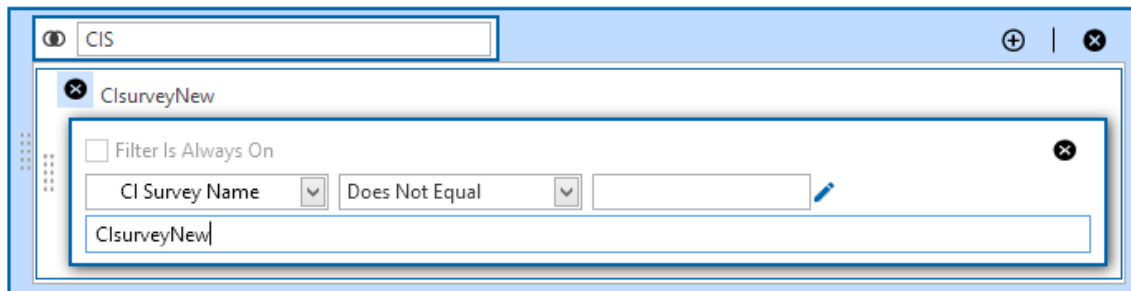 CIS
CIsurveyNew
Filter Is Always On
CI Survey Name Does Not Equal
CIsurveyNew